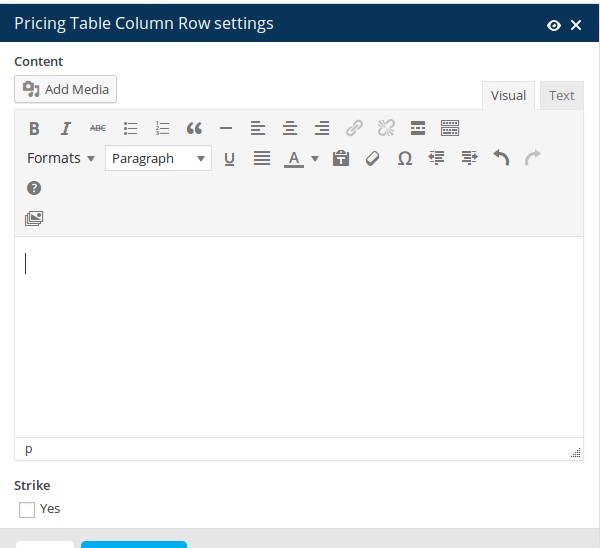 Pricing Table Column Row settings
Content
Add Media
Visual Text
B I ABC
Formats Paragraph U A T Ω
?
p
Strike
Yes